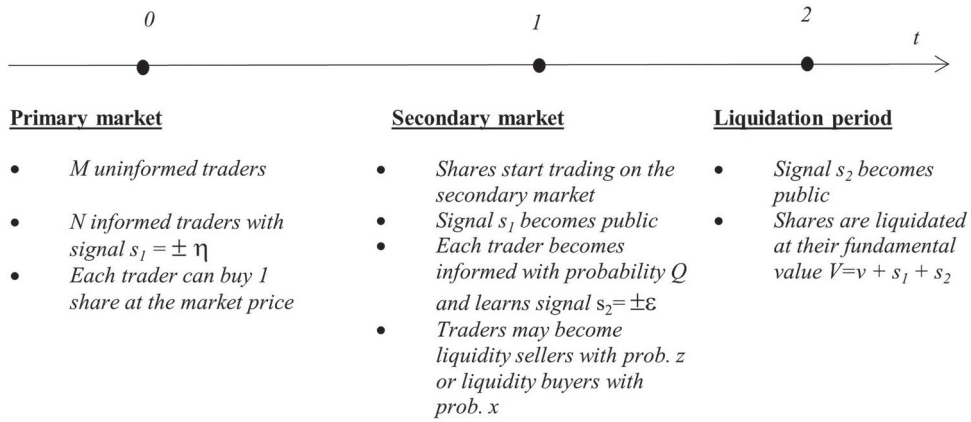 0
1
2
t
Primary market
• M uninformed traders
• N informed traders with
signal s₁ = ± η
• Each trader can buy 1
share at the market price
Secondary market
• Shares start trading on the
secondary market
• Signal s₁ becomes public
• Each trader becomes
informed with probability Q
and learns signal s₂= ±ε
• Traders may become
liquidity sellers with prob. z
or liquidity buyers with
prob. x
Liquidation period
• Signal s₂ becomes
public
• Shares are liquidated
at their fundamental
value V=v + s₁ + s₂